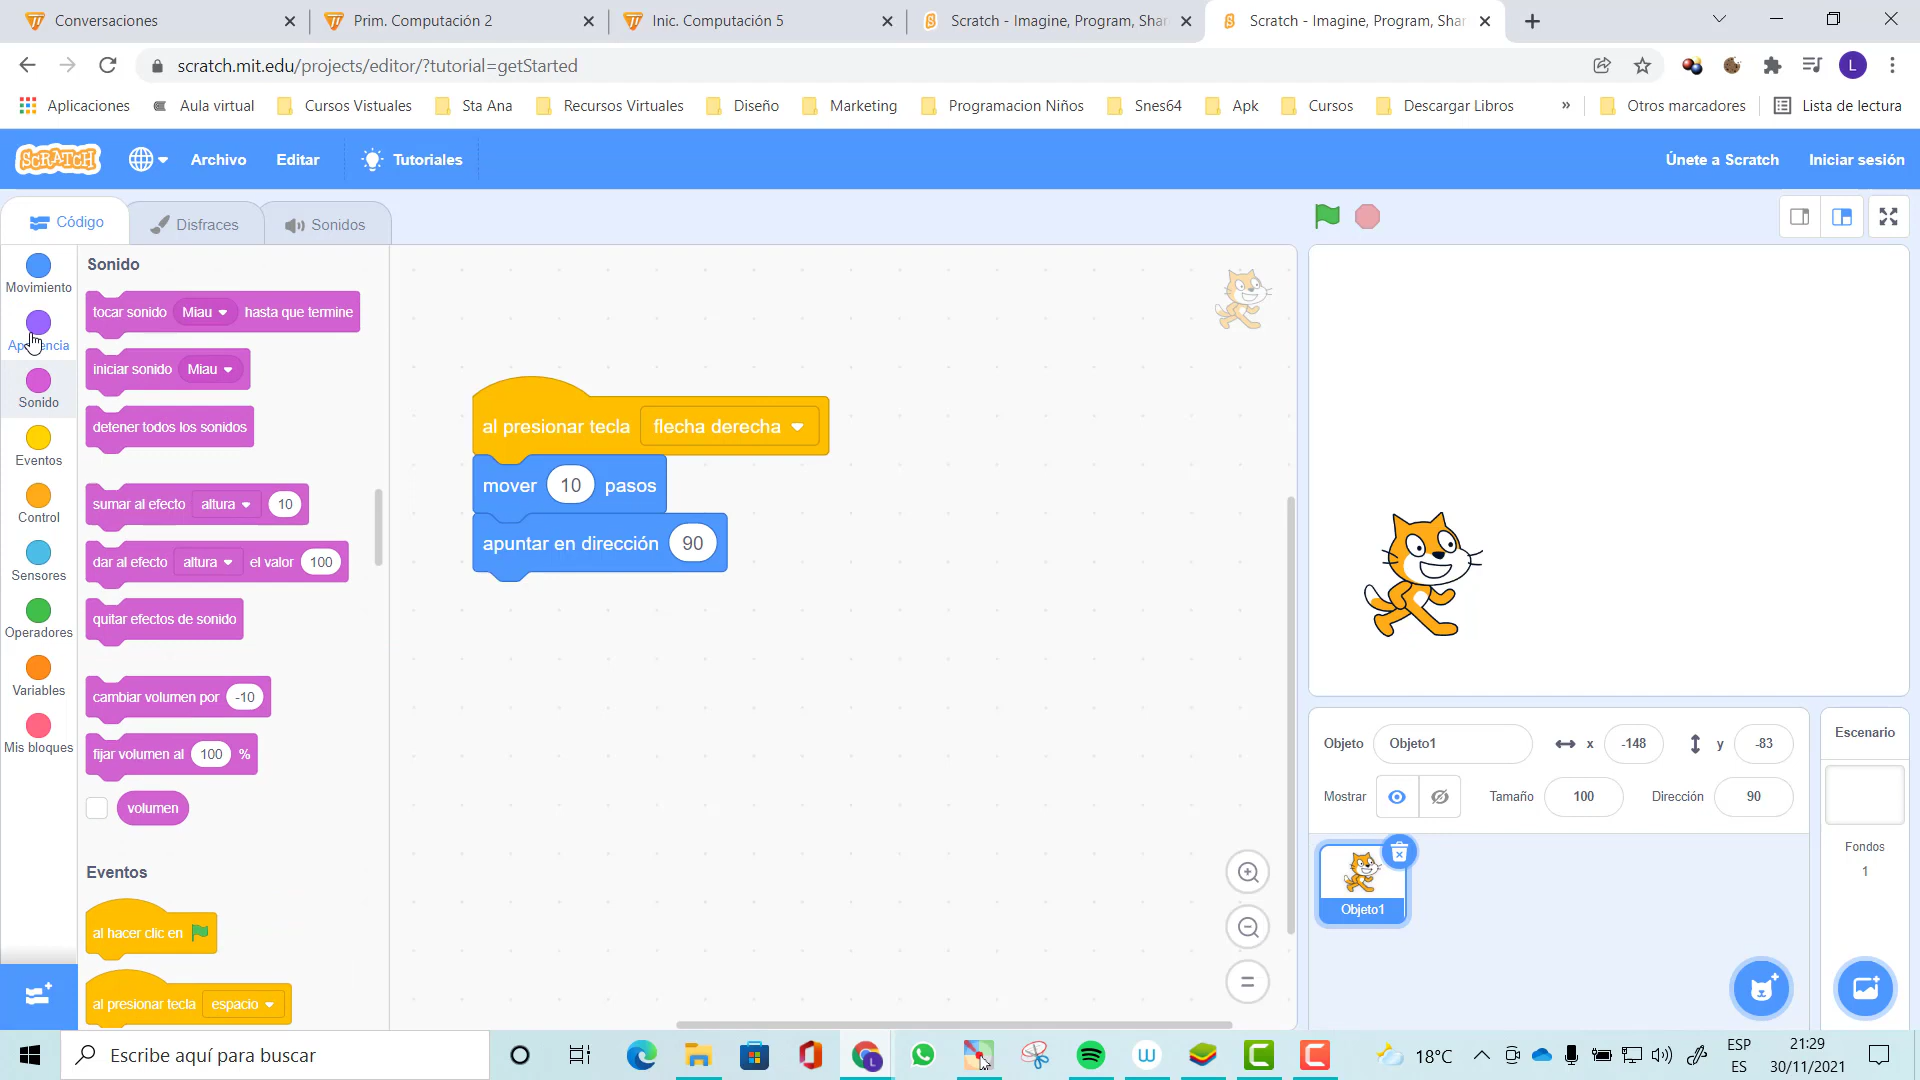 Conversaciones
Prim. Computación 2
Inic. Computación 5
Scratch - Imagine, Program, Shar
Scratch - Imagine, Program, Shar
scratch.mit.edu/projects/editor/?tutorial=getStarted
L
Aplicaciones
Aula virtual
Cursos Vistuales
Sta Ana
Recursos Virtuales
Diseño
Marketing
Programacion Niños
Snes64
Apk
Cursos
Descargar Libros
»
Otros marcadores
Lista de lectura
SCRATCH
Archivo
Editar
Tutoriales
Únete a Scratch
Iniciar sesión
Código
Disfraces
Sonidos
Movimiento
Sonido
Eventos
Control
Sensores
Operadores
Variables
Mis bloques
Sonido
tocar sonido Miau hasta que termine
iniciar sonido Miau
detener todos los sonidos
sumar al efecto altura 10
dar al efecto altura el valor 100
quitar efectos de sonido
cambiar volumen por -10
fijar volumen al 100 %
volumen
Eventos
al hacer clic en
al presionar tecla espacio
al presionar tecla flecha derecha
mover 10 pasos
apuntar en dirección 90
Objeto Objeto1 x -148 y -83
Mostrar Tamaño 100 Dirección 90
Objeto1
Escenario
Fondos
1
Escribe aquí para buscar
18°C
ESP
ES
21:29
30/11/2021